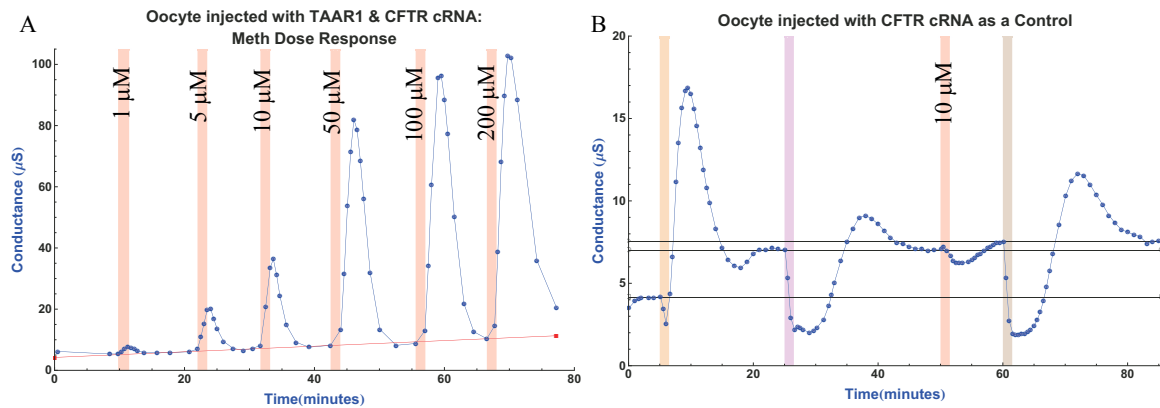 A
Oocyte injected with TAAR1 & CFTR cRNA:
Meth Dose Response
Conductance (μS)
100
80
60
40
20
0
1 μM
5 μM
10 μM
50 μM
100 μM
200 μM
0
20
40
60
80
Time(minutes)
B
Oocyte injected with CFTR cRNA as a Control
Conductance (μS)
20
15
10
5
0
10 μM
0
20
40
60
80
Time(minutes)